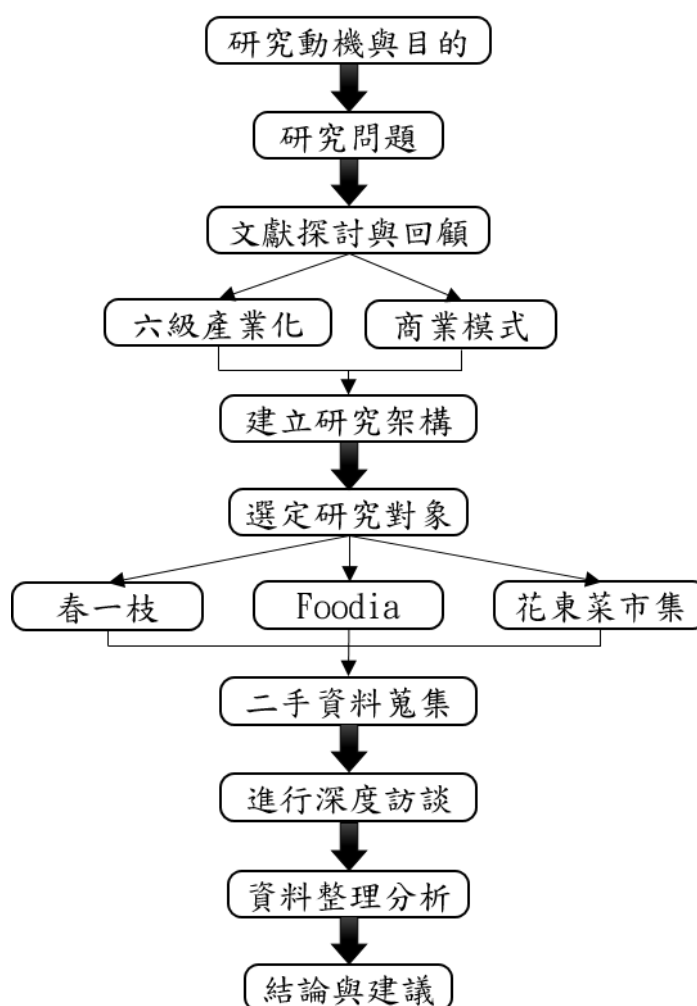 研究動機與目的
研究問題
文獻探討與回顧
六級產業化
商業模式
建立研究架構
選定研究對象
春一枝
Foodia
花東菜市集
二手資料蒐集
進行深度訪談
資料整理分析
結論與建議